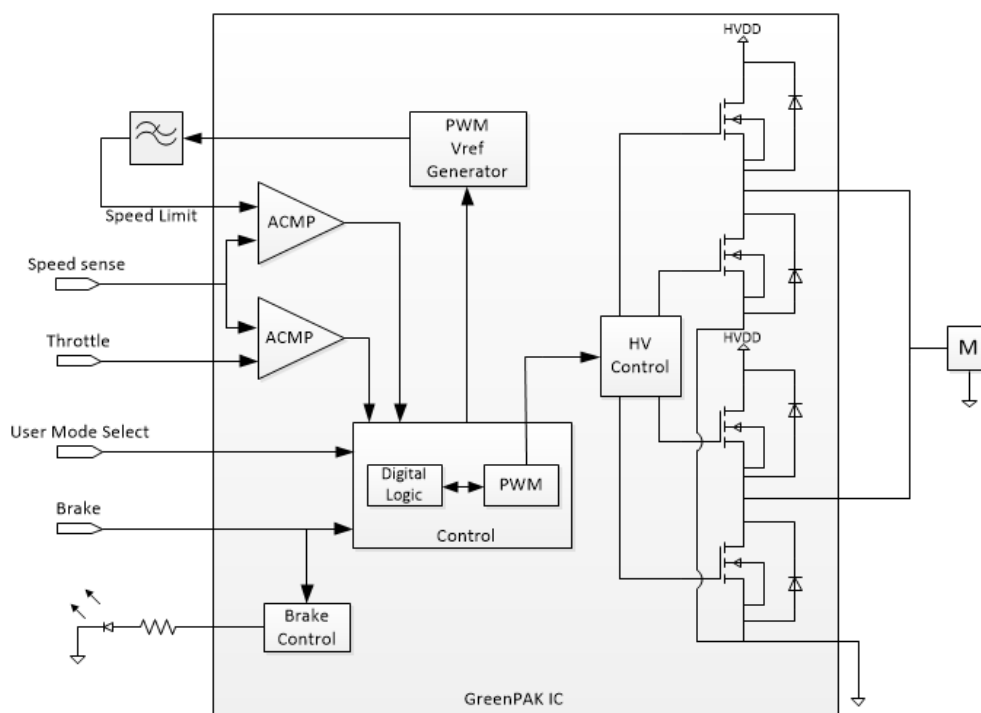 HVDD
PWM
Vref
Generator
ACMP
Speed Limit
Speed sense
ACMP
Throttle
HV
Control
HVDD
M
User Mode Select
Digital
Logic
PWM
Brake
Control
Brake
Control
GreenPAK IC